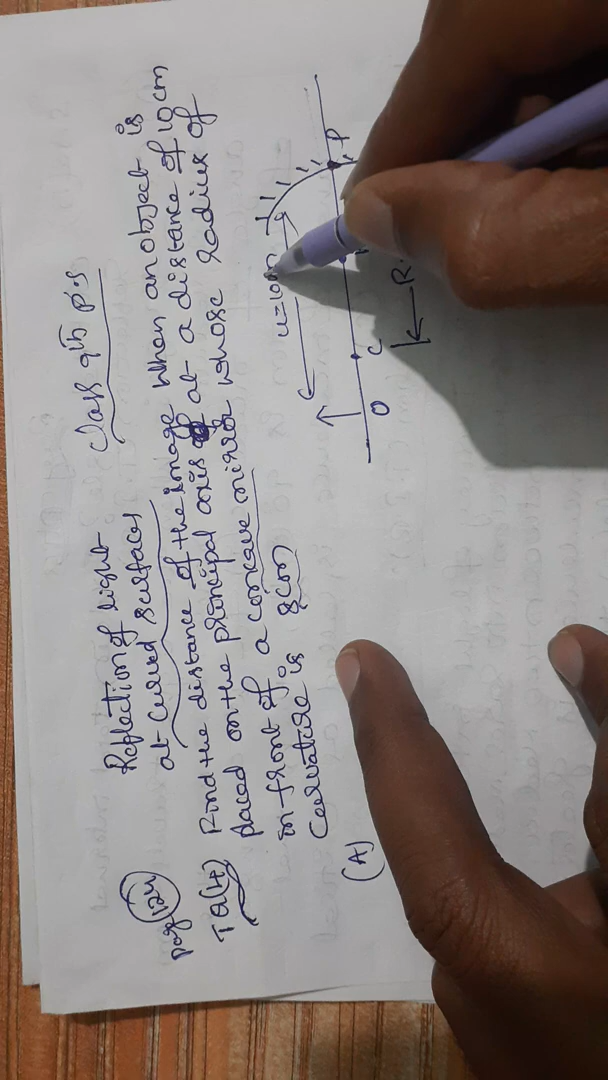 Reflection of light
at curved surfaces
class 9th P.S
Page 124
TQ(4) Find the distance of the image when an object is
placed on the principal axis at a distance of 10 cm
in front of a concave mirror whose radius of
curvature is 8cm
(A)
u=10cm
P
C
O
R